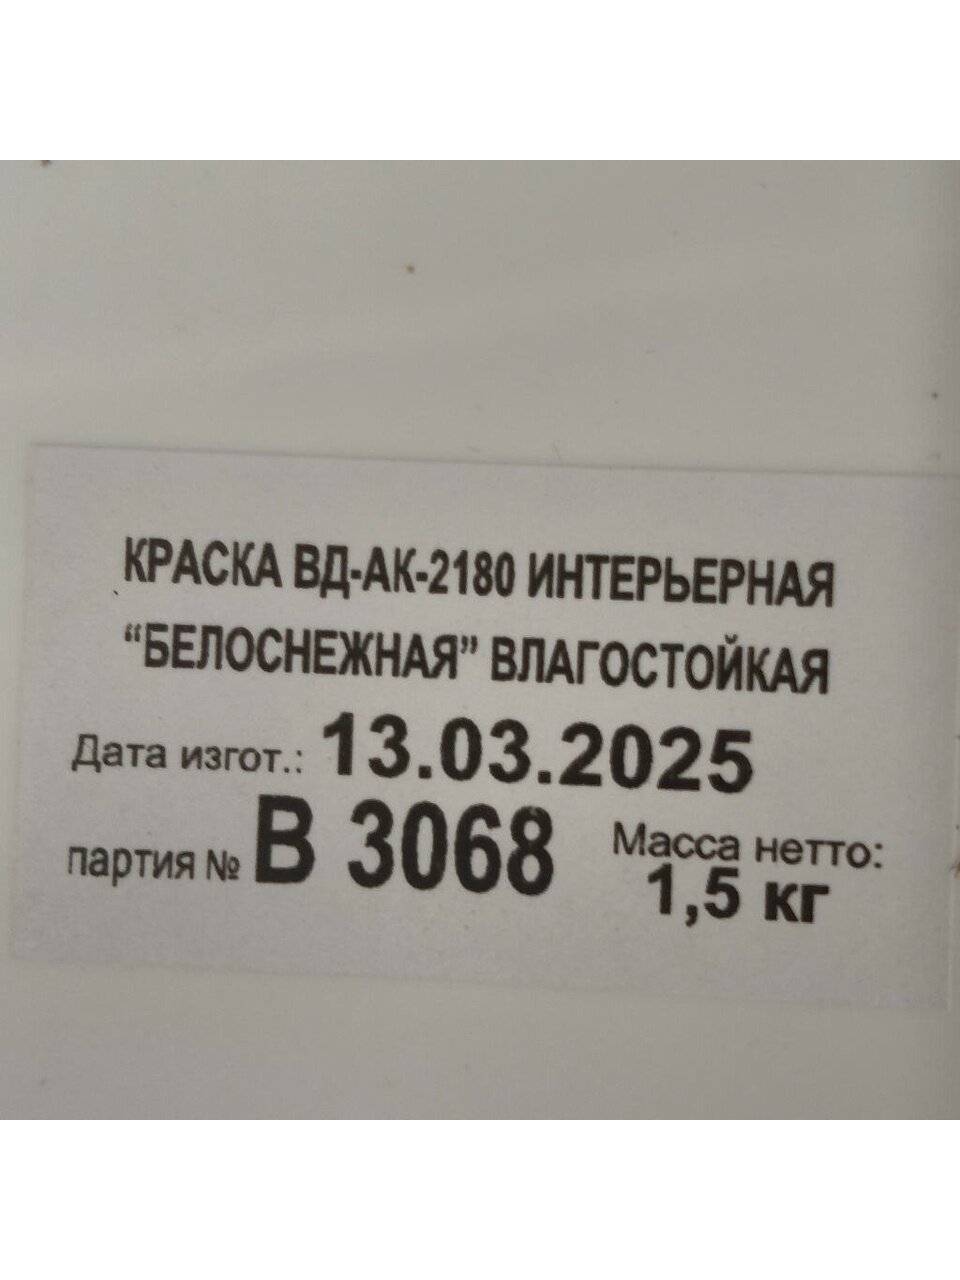 КРАСКА ВД-АК-2180 ИНТЕРЬЕРНАЯ
“БЕЛОСНЕЖНАЯ” ВЛАГОСТОЙКАЯ
Дата изгот.: 13.03.2025
партия № В 3068
Масса нетто:
1,5 кг